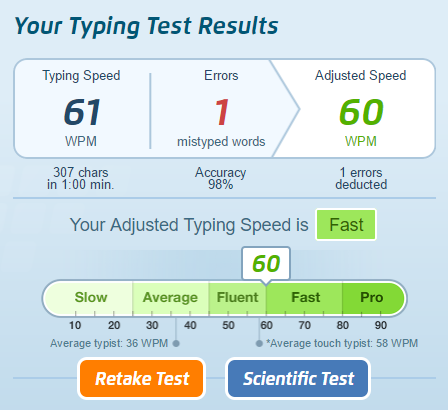 Your Typing Test Results
Typing Speed Errors Adjusted Speed
61 1 60
WPM mistyped words WPM
307 chars Accuracy 1 errors
in 1:00 min. 98% deducted
Your Adjusted Typing Speed is Fast
60
Slow Average Fluent Fast Pro
10 20 30 40 50 60 70 80 90
Average typist: 36 WPM *Average touch typist: 58 WPM
Retake Test Scientific Test